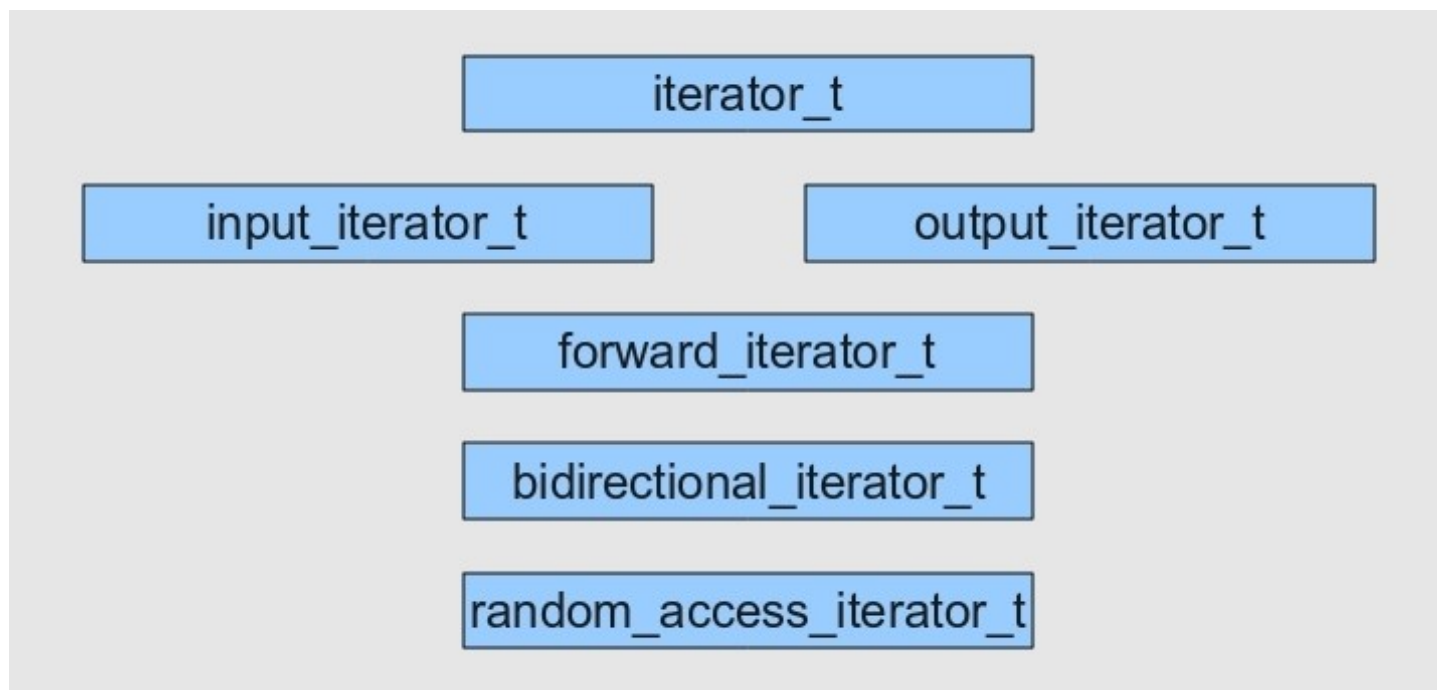 iterator_t
input_iterator_t
output_iterator_t
forward_iterator_t
bidirectional_iterator_t
random_access_iterator_t